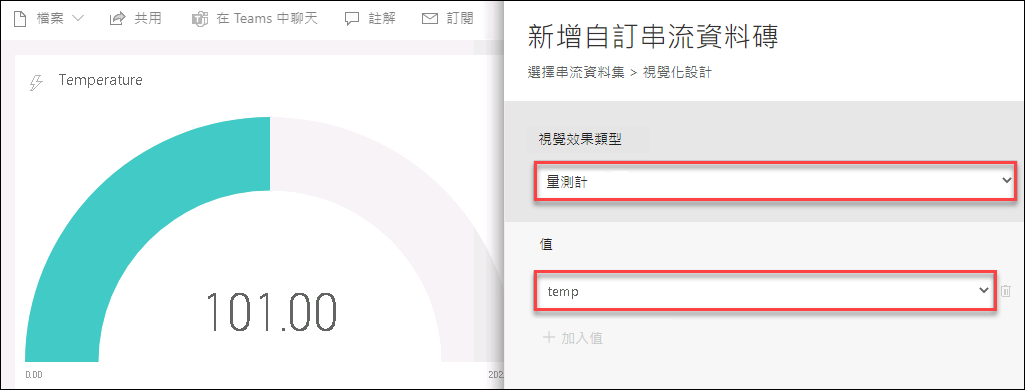 檔案 共用 在 Teams 中聊天 註解 訂閱
Temperature
101.00
0.00
新增自訂串流資料磚
選擇串流資料集 > 視覺化設計
視覺效果類型
量測計
值
temp
加入值